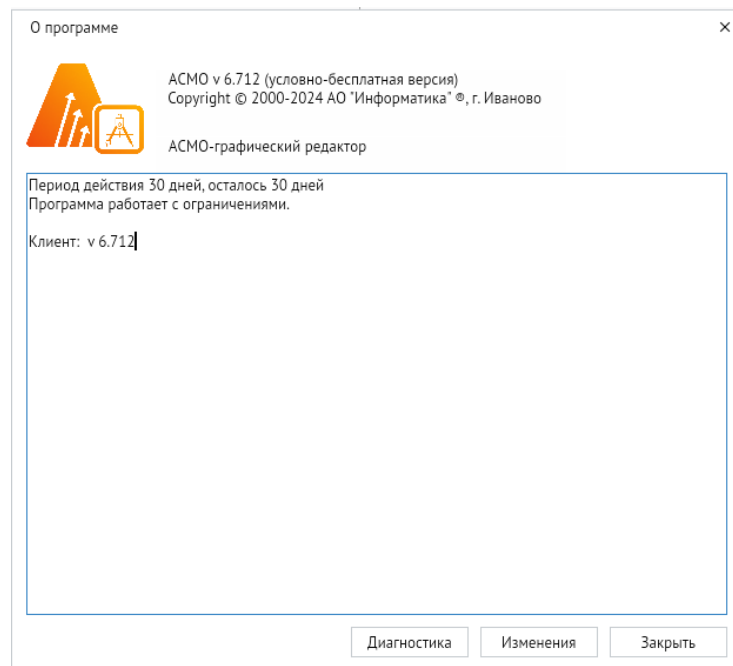 О программе
АСМО v 6.712 (условно-бесплатная версия)
Copyright © 2000-2024 АО "Информатика" ®, г. Иваново
АСМО-графический редактор
Период действия 30 дней, осталось 30 дней
Программа работает с ограничениями.
Клиент:  v 6.712
Диагностика
Изменения
Закрыть